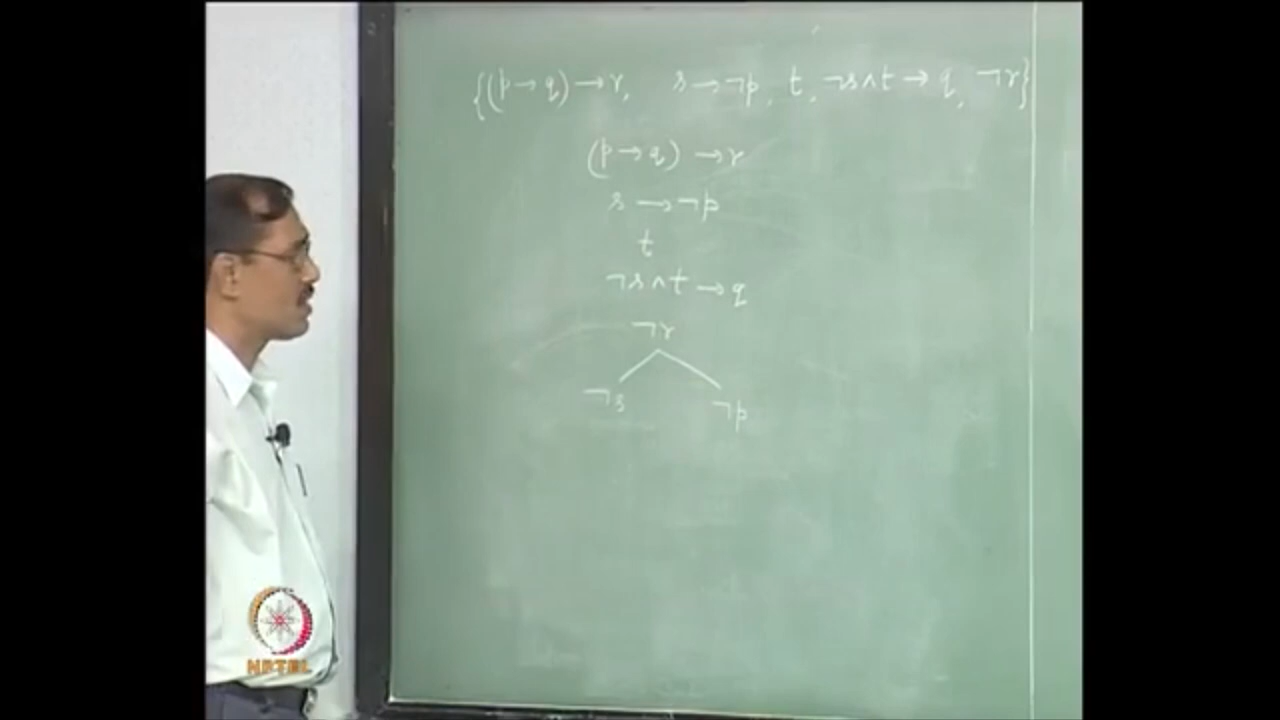 {(p→q)→r, s→¬p, t, ¬s∧t→q, ¬r}
(p→q) →r
s →¬p
t
¬s∧t →q
¬r
¬s ¬p
NPTEL